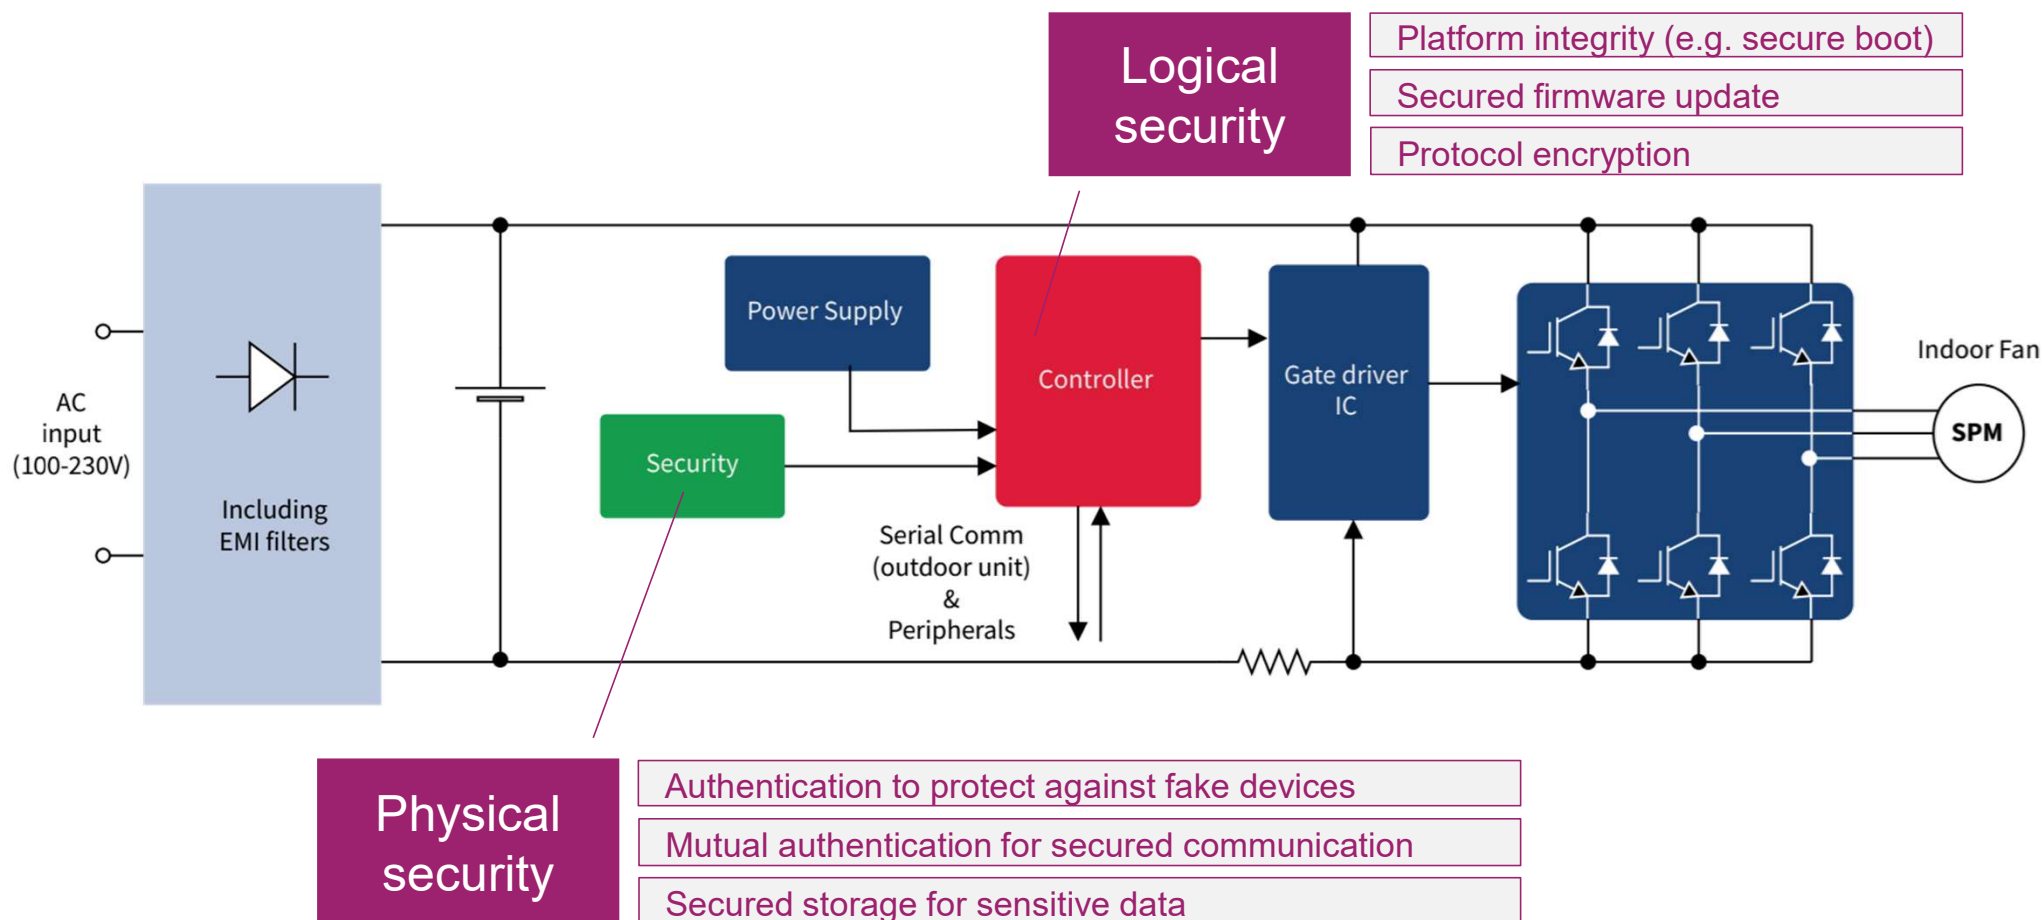 Logical
security
Platform integrity (e.g. secure boot)
Secured firmware update
Protocol encryption
AC
input
(100-230V)
Including
EMI filters
Power Supply
Security
Controller
Serial Comm
(outdoor unit)
&
Peripherals
Gate driver
IC
Indoor Fan
SPM
Physical
security
Authentication to protect against fake devices
Mutual authentication for secured communication
Secured storage for sensitive data